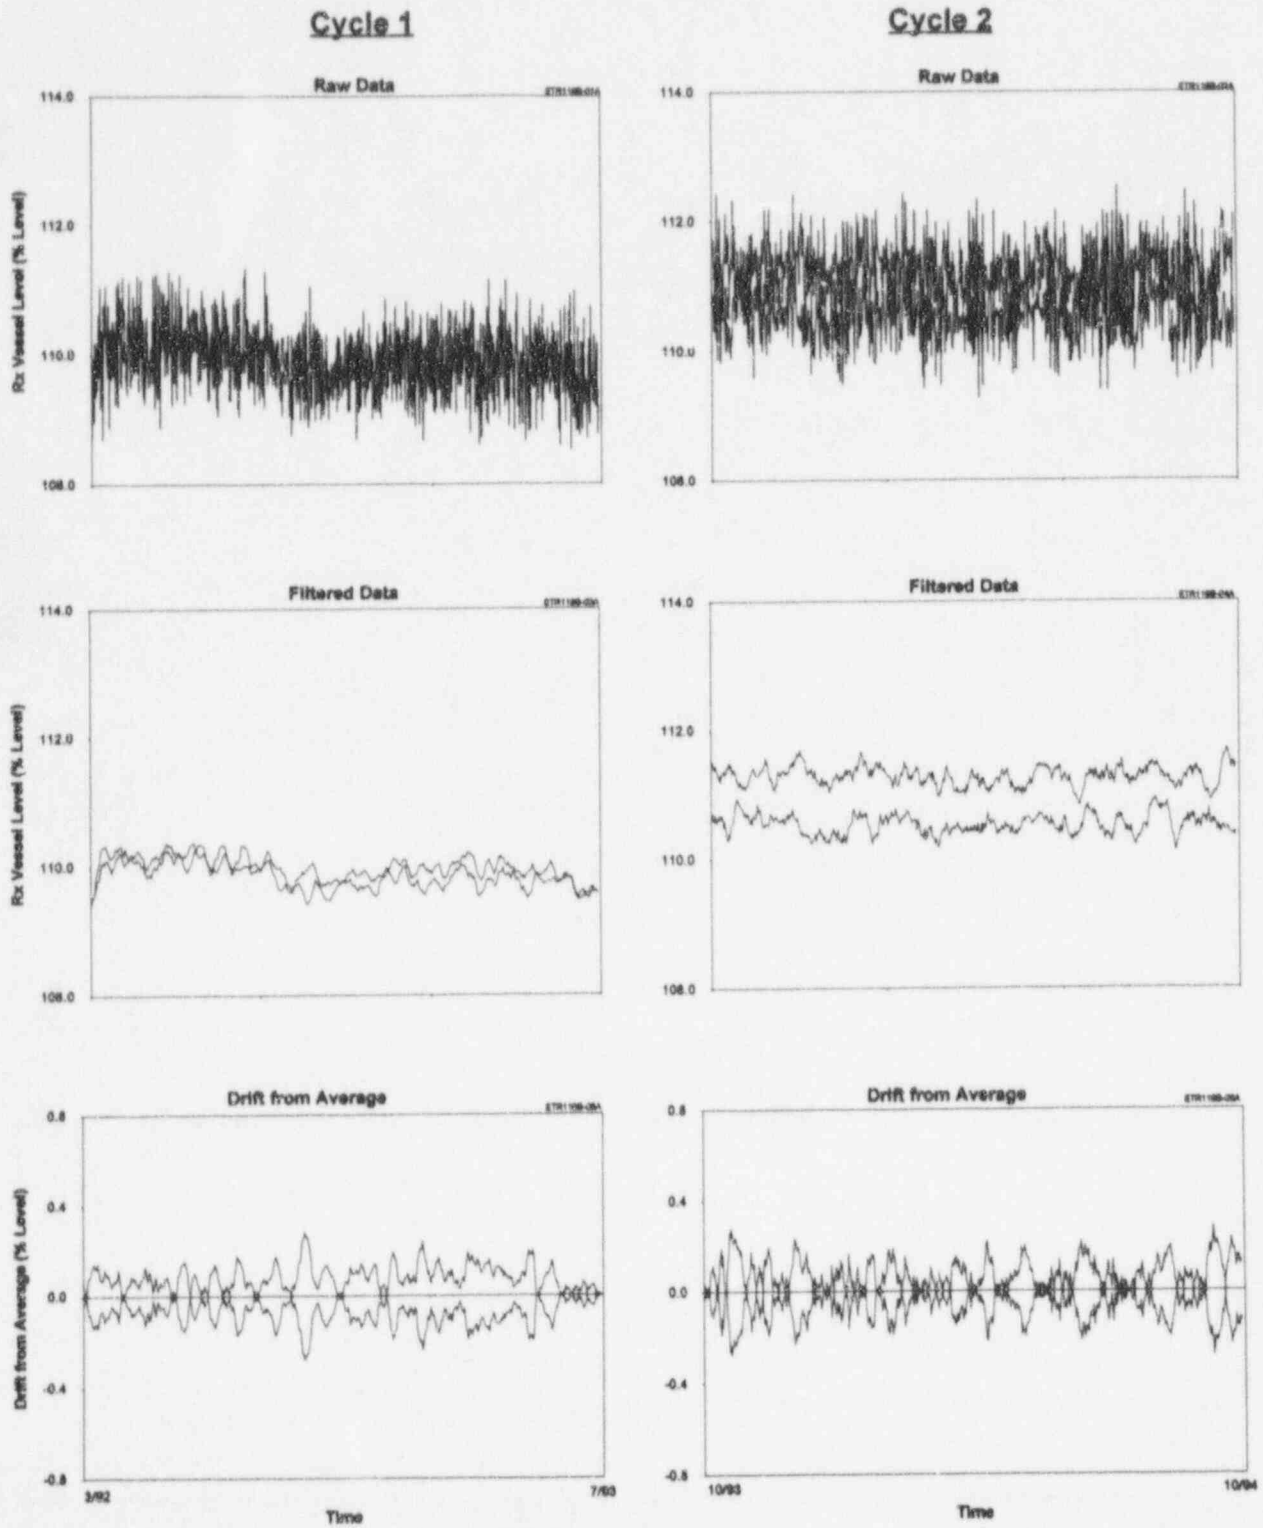 Cycle 1
Cycle 2
Raw Data
114.0
112.0
110.0
108.0
Rx Vessel Level (% Level)
Raw Data
114.0
112.0
110.0
108.0
Filtered Data
114.0
112.0
110.0
108.0
Rx Vessel Level (% Level)
Filtered Data
114.0
112.0
110.0
108.0
Drift from Average
0.8
0.4
0.0
-0.4
-0.8
Drift from Average (% Level)
3/92
7/93
Time
Drift from Average
0.8
0.4
0.0
-0.4
-0.8
10/93
10/94
Time